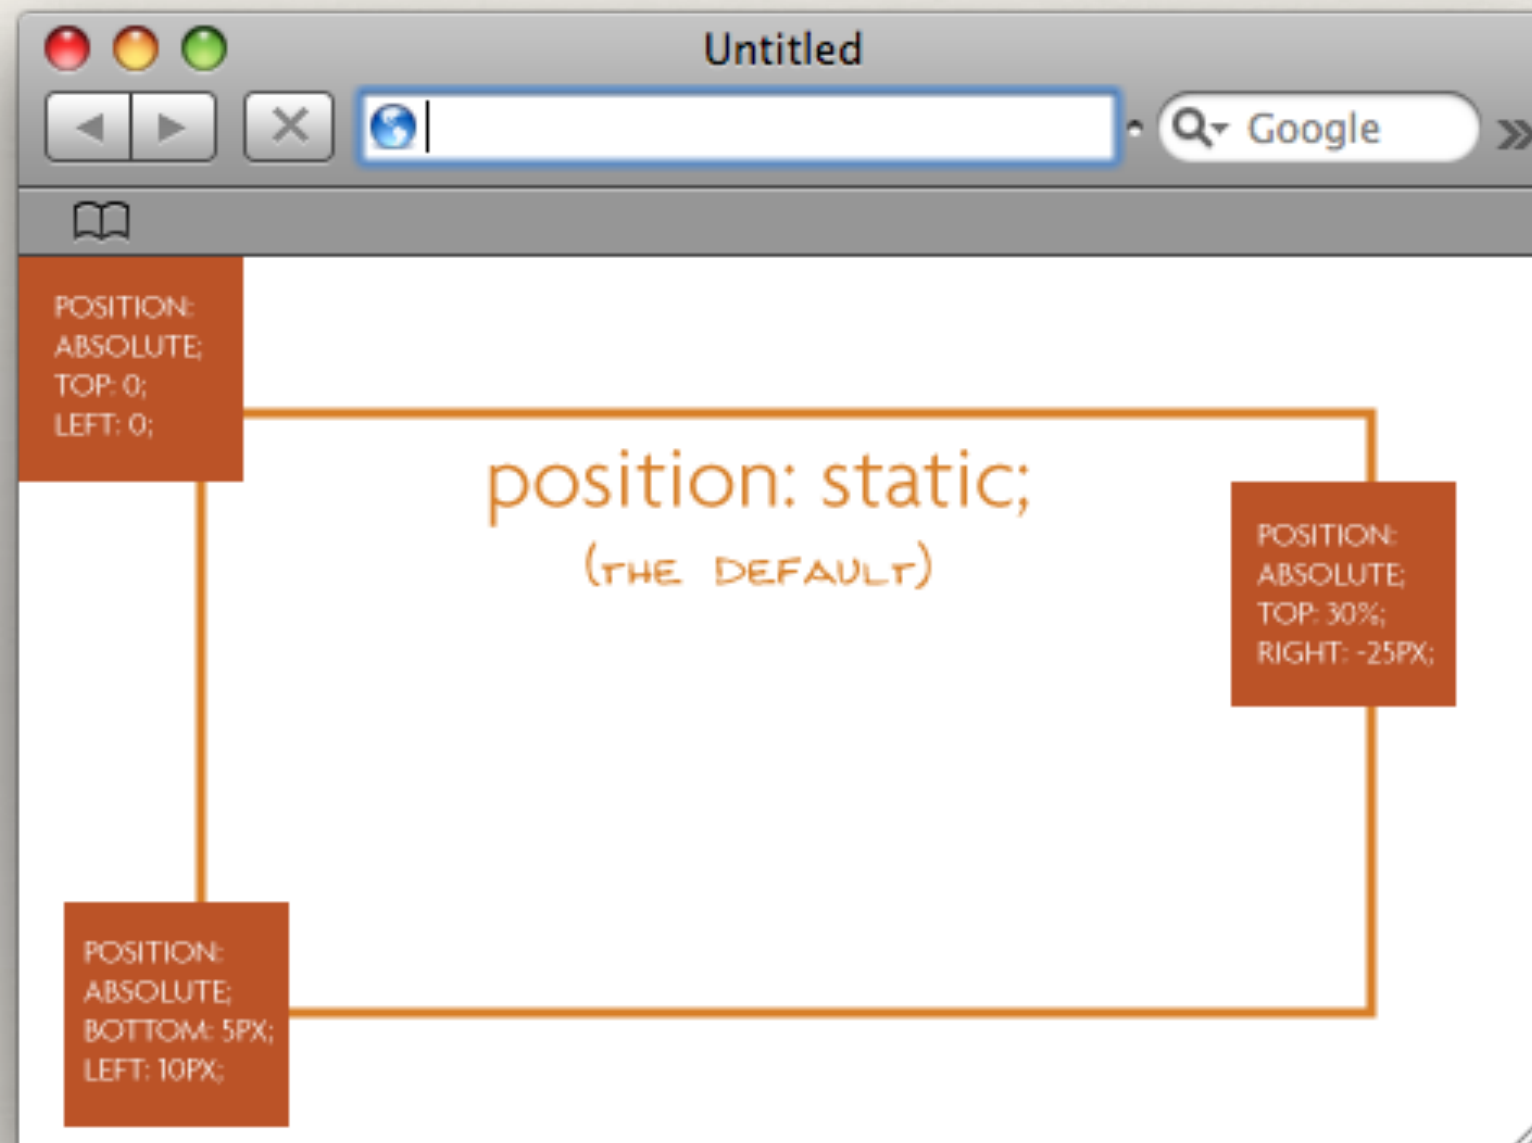 Untitled
Google
POSITION:
ABSOLUTE;
TOP: 0;
LEFT: 0;
position: static;
(THE DEFAULT)
POSITION:
ABSOLUTE;
TOP: 30%;
RIGHT: -25PX;
POSITION:
ABSOLUTE;
BOTTOM: 5PX;
LEFT: 10PX;